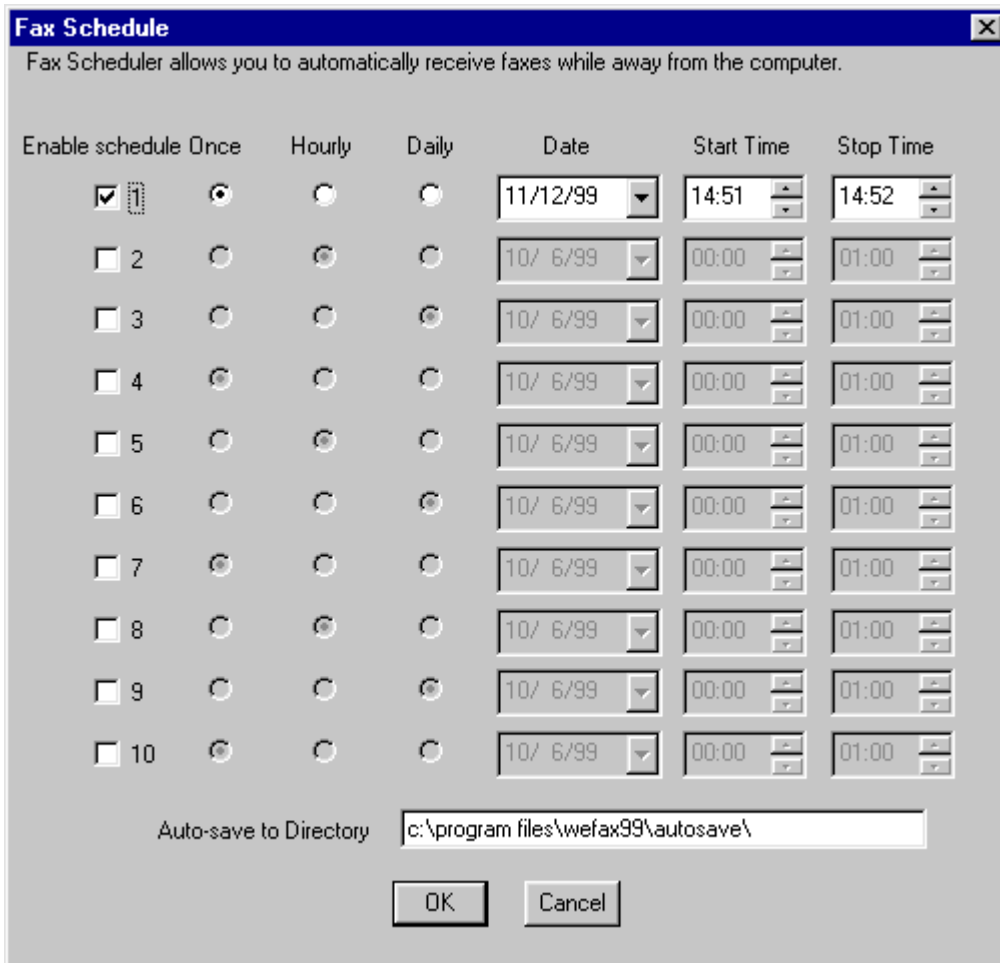 Fax Schedule
Fax Scheduler allows you to automatically receive faxes while away from the computer.
Enable schedule Once Hourly Daily Date Start Time Stop Time
1 11/12/99 14:51 14:52
2 10/ 6/99 00:00 01:00
3 10/ 6/99 00:00 01:00
4 10/ 6/99 00:00 01:00
5 10/ 6/99 00:00 01:00
6 10/ 6/99 00:00 01:00
7 10/ 6/99 00:00 01:00
8 10/ 6/99 00:00 01:00
9 10/ 6/99 00:00 01:00
10 10/ 6/99 00:00 01:00
Auto-save to Directory c:\program files\wefax99\autosave\
OK Cancel